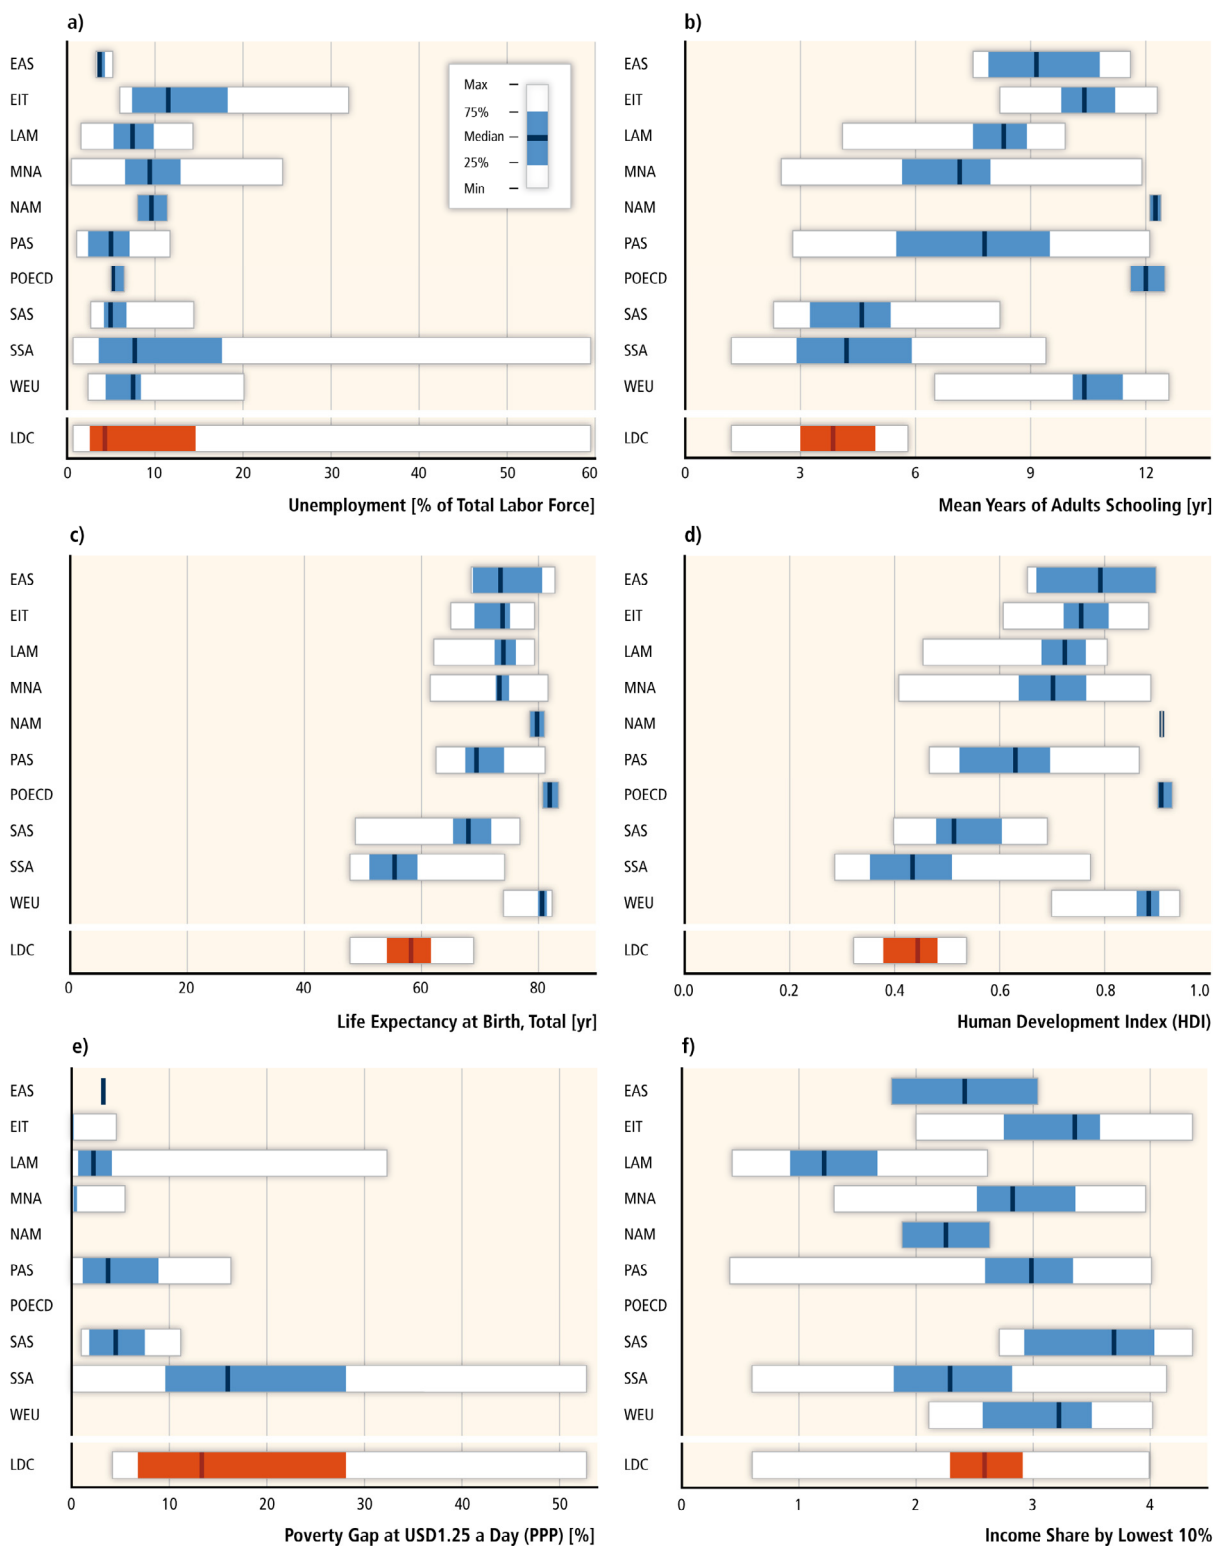 a)
EAS
EIT
LAM
MNA
NAM
PAS
POECD
SAS
SSA
WEU
LDC
Max
75%
Median
25%
Min
0 10 20 30 40 50 60
Unemployment [% of Total Labor Force]
b)
EAS
EIT
LAM
MNA
NAM
PAS
POECD
SAS
SSA
WEU
LDC
0 3 6 9 12
Mean Years of Adults Schooling [yr]
c)
EAS
EIT
LAM
MNA
NAM
PAS
POECD
SAS
SSA
WEU
LDC
0 20 40 60 80
Life Expectancy at Birth, Total [yr]
d)
EAS
EIT
LAM
MNA
NAM
PAS
POECD
SAS
SSA
WEU
LDC
0.0 0.2 0.4 0.6 0.8 1.0
Human Development Index (HDI)
e)
EAS
EIT
LAM
MNA
NAM
PAS
POECD
SAS
SSA
WEU
LDC
0 10 20 30 40 50
Poverty Gap at USD1.25 a Day (PPP) [%]
f)
EAS
EIT
LAM
MNA
NAM
PAS
POECD
SAS
SSA
WEU
LDC
0 1 2 3 4
Income Share by Lowest 10%